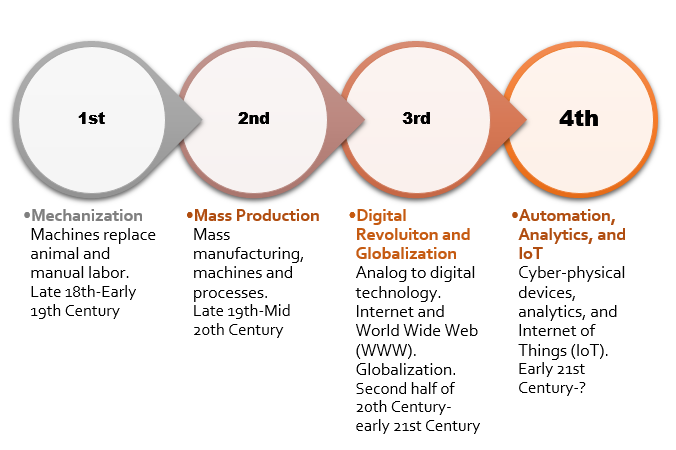 1st
2nd
3rd
4th
•Mechanization
Machines replace
animal and
manual labor.
Late 18th-Early
19th Century
•Mass Production
Mass
manufacturing,
machines and
processes.
Late 19th-Mid
20th Century
•Digital
Revoluiton and
Globalization
Analog to digital
technology.
Internet and
World Wide Web
(WWW).
Globalization.
Second half of
20th Century-
early 21st Century
•Automation,
Analytics, and
IoT
Cyber-physical
devices,
analytics, and
Internet of
Things (IoT).
Early 21st
Century-?